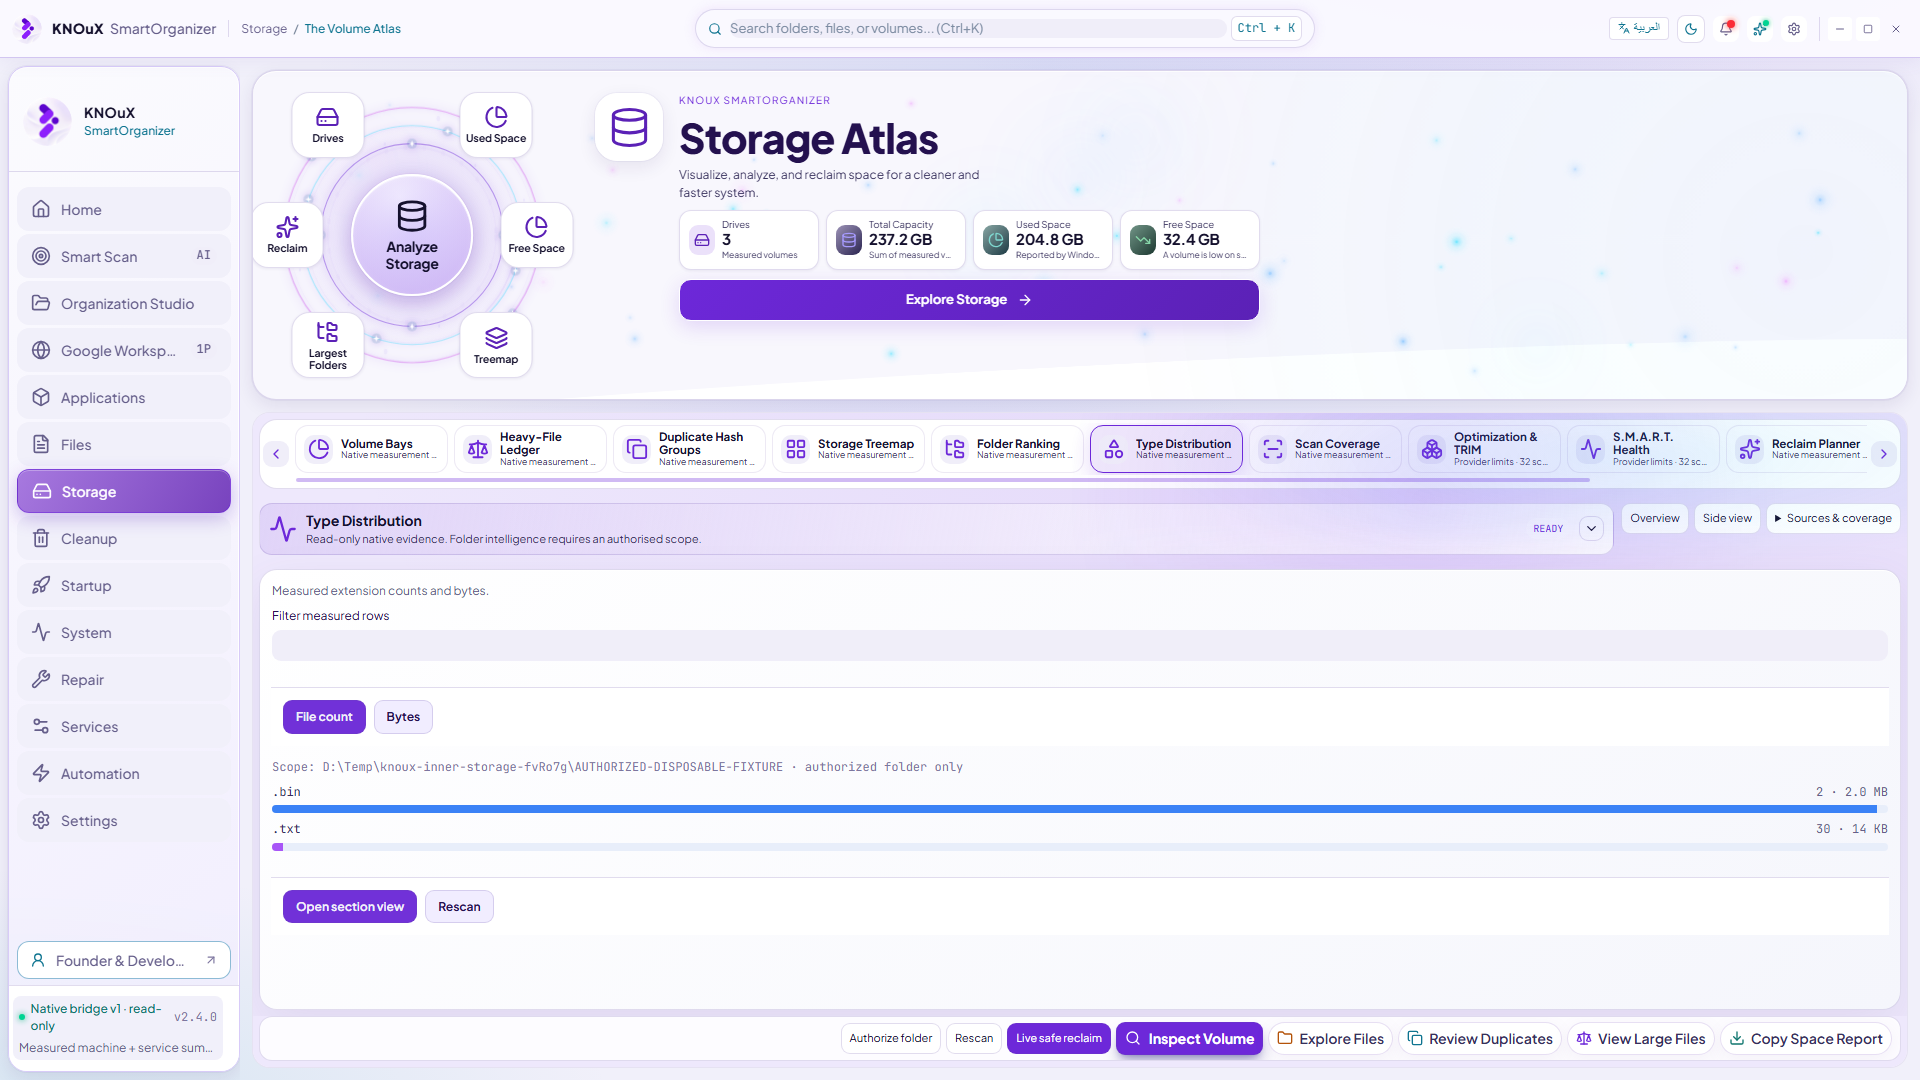 KNOuX SmartOrganizer
Storage / The Volume Atlas
Search folders, files, or volumes... (Ctrl+K)
Ctrl + K
العربية
KNOuX
SmartOrganizer
Home
Smart Scan AI
Organization Studio
Google Worksp... 1P
Applications
Files
Storage
Cleanup
Startup
System
Repair
Services
Automation
Settings
Founder & Develo...
Native bridge v1 · read-only
v2.4.0
Measured machine + service sum...
Drives
Used Space
Reclaim
Analyze Storage
Free Space
Largest Folders
Treemap
KNOUX SMARTORGANIZER
Storage Atlas
Visualize, analyze, and reclaim space for a cleaner and
faster system.
Drives
3
Measured volumes
Total Capacity
237.2 GB
Sum of measured v...
Used Space
204.8 GB
Reported by Windo...
Free Space
32.4 GB
A volume is low on s...
Explore Storage →
Volume Bays
Native measurement ...
Heavy-File Ledger
Native measurement ...
Duplicate Hash Groups
Native measurement ...
Storage Treemap
Native measurement ...
Folder Ranking
Native measurement ...
Type Distribution
Native measurement ...
Scan Coverage
Native measurement ...
Optimization & TRIM
Provider limits · 32 sc...
S.M.A.R.T. Health
Provider limits · 32 sc...
Reclaim Planner
Native measurement ...
Type Distribution
Read-only native evidence. Folder intelligence requires an authorised scope.
READY
Overview
Side view
Sources & coverage
Measured extension counts and bytes.
Filter measured rows
File count
Bytes
Scope: D:\Temp\knoux-inner-storage-fvRo7g\AUTHORIZED-DISPOSABLE-FIXTURE · authorized folder only
.bin 2 · 2.0 MB
.txt 30 · 14 KB
Open section view
Rescan
Authorize folder
Rescan
Live safe reclaim
Inspect Volume
Explore Files
Review Duplicates
View Large Files
Copy Space Report